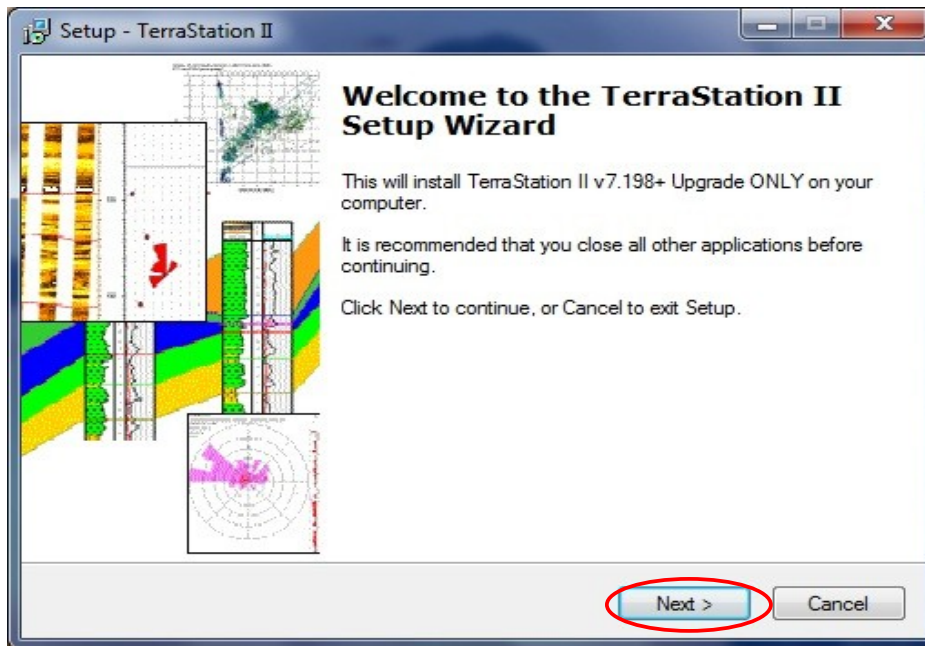 Setup - TerraStation II
Welcome to the TerraStation II
Setup Wizard
This will install TerraStation II v7.198+ Upgrade ONLY on your
computer.
It is recommended that you close all other applications before
continuing.
Click Next to continue, or Cancel to exit Setup.
Next >
Cancel